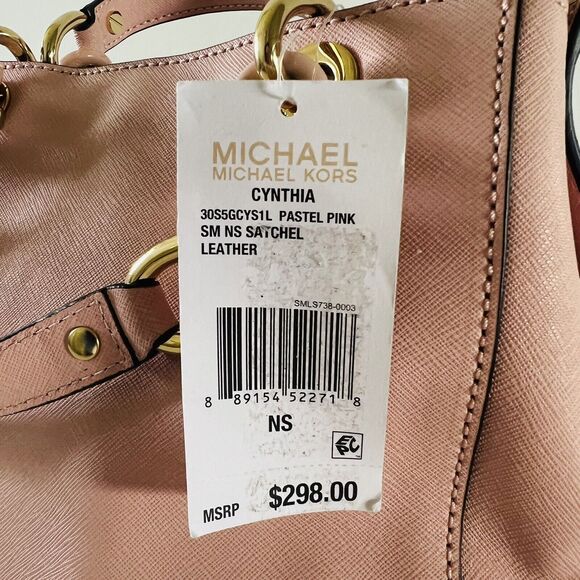 MICHAEL
MICHAEL KORS
CYNTHIA
30S5GCYS1L PASTEL PINK
SM NS SATCHEL
LEATHER
SMLS738-0003
8 89154 52271 8
NS
EPC
MSRP $298.00